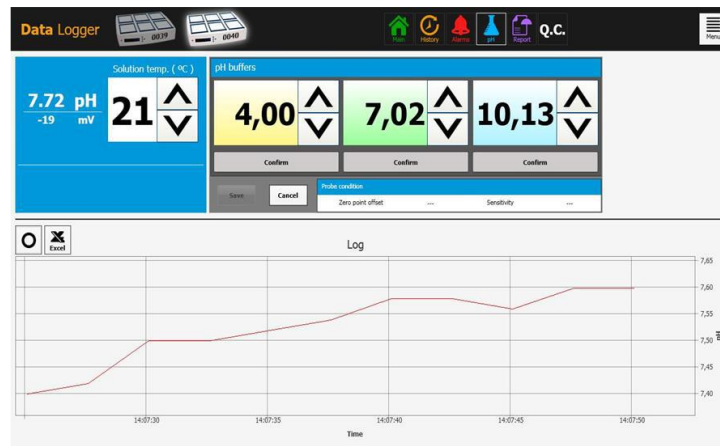 Data Logger
0039
0040
Main
History
Alarms
pH
Report
Q.C.
Menu
Solution temp. ( ºC )
7.72 pH
-19 mV
21
pH buffers
4,00
7,02
10,13
Confirm
Confirm
Confirm
Save
Cancel
Probe condition
Zero point offset ...
Sensitivity ...
Excel
Log
7,65
7,60
7,55
7,50
7,45
7,40
pH
14:07:30
14:07:35
14:07:40
14:07:45
14:07:50
Time